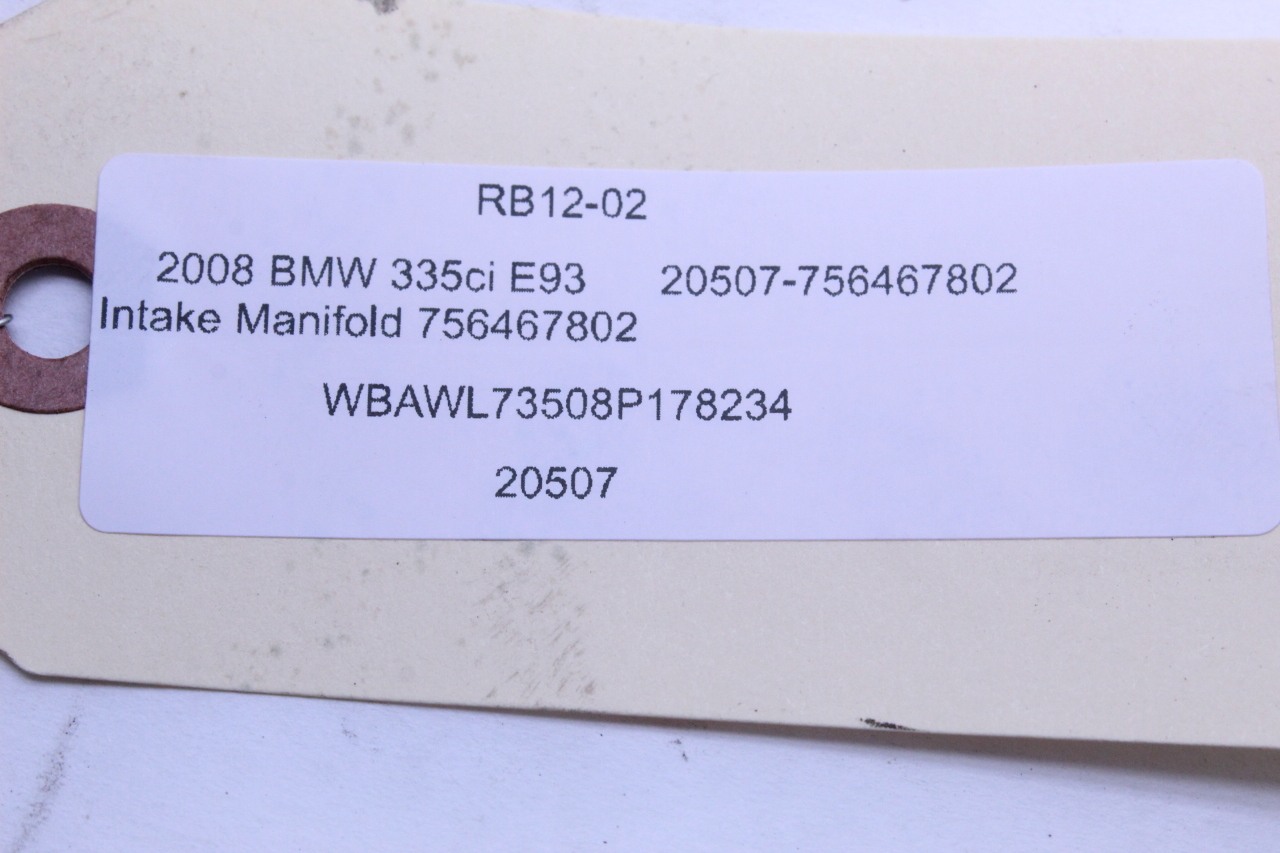 RB12-02
2008 BMW 335ci E93 20507-756467802
Intake Manifold 756467802
WBAWL73508P178234
20507